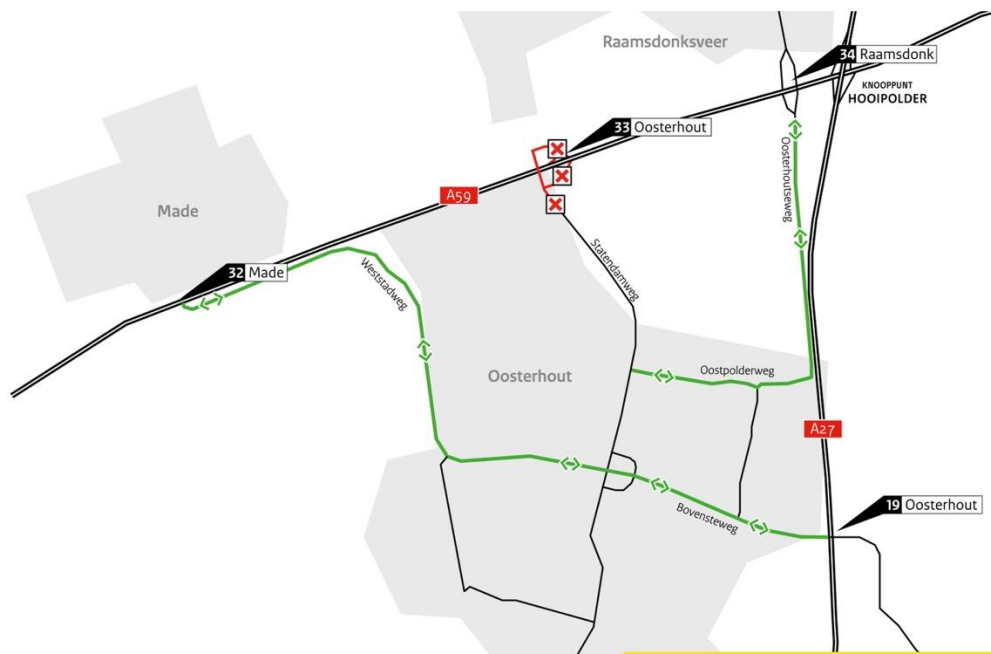 Raamsdonksveer
34 Raamsdonk
KNOOPPUNT
HOOIPOLDER
33 Oosterhout
Oosterhoutseweg
A59
Made
Statendamweg
32 Made
Weststadweg
Oosterhout
Oostpolderweg
A27
19 Oosterhout
Bovensteweg